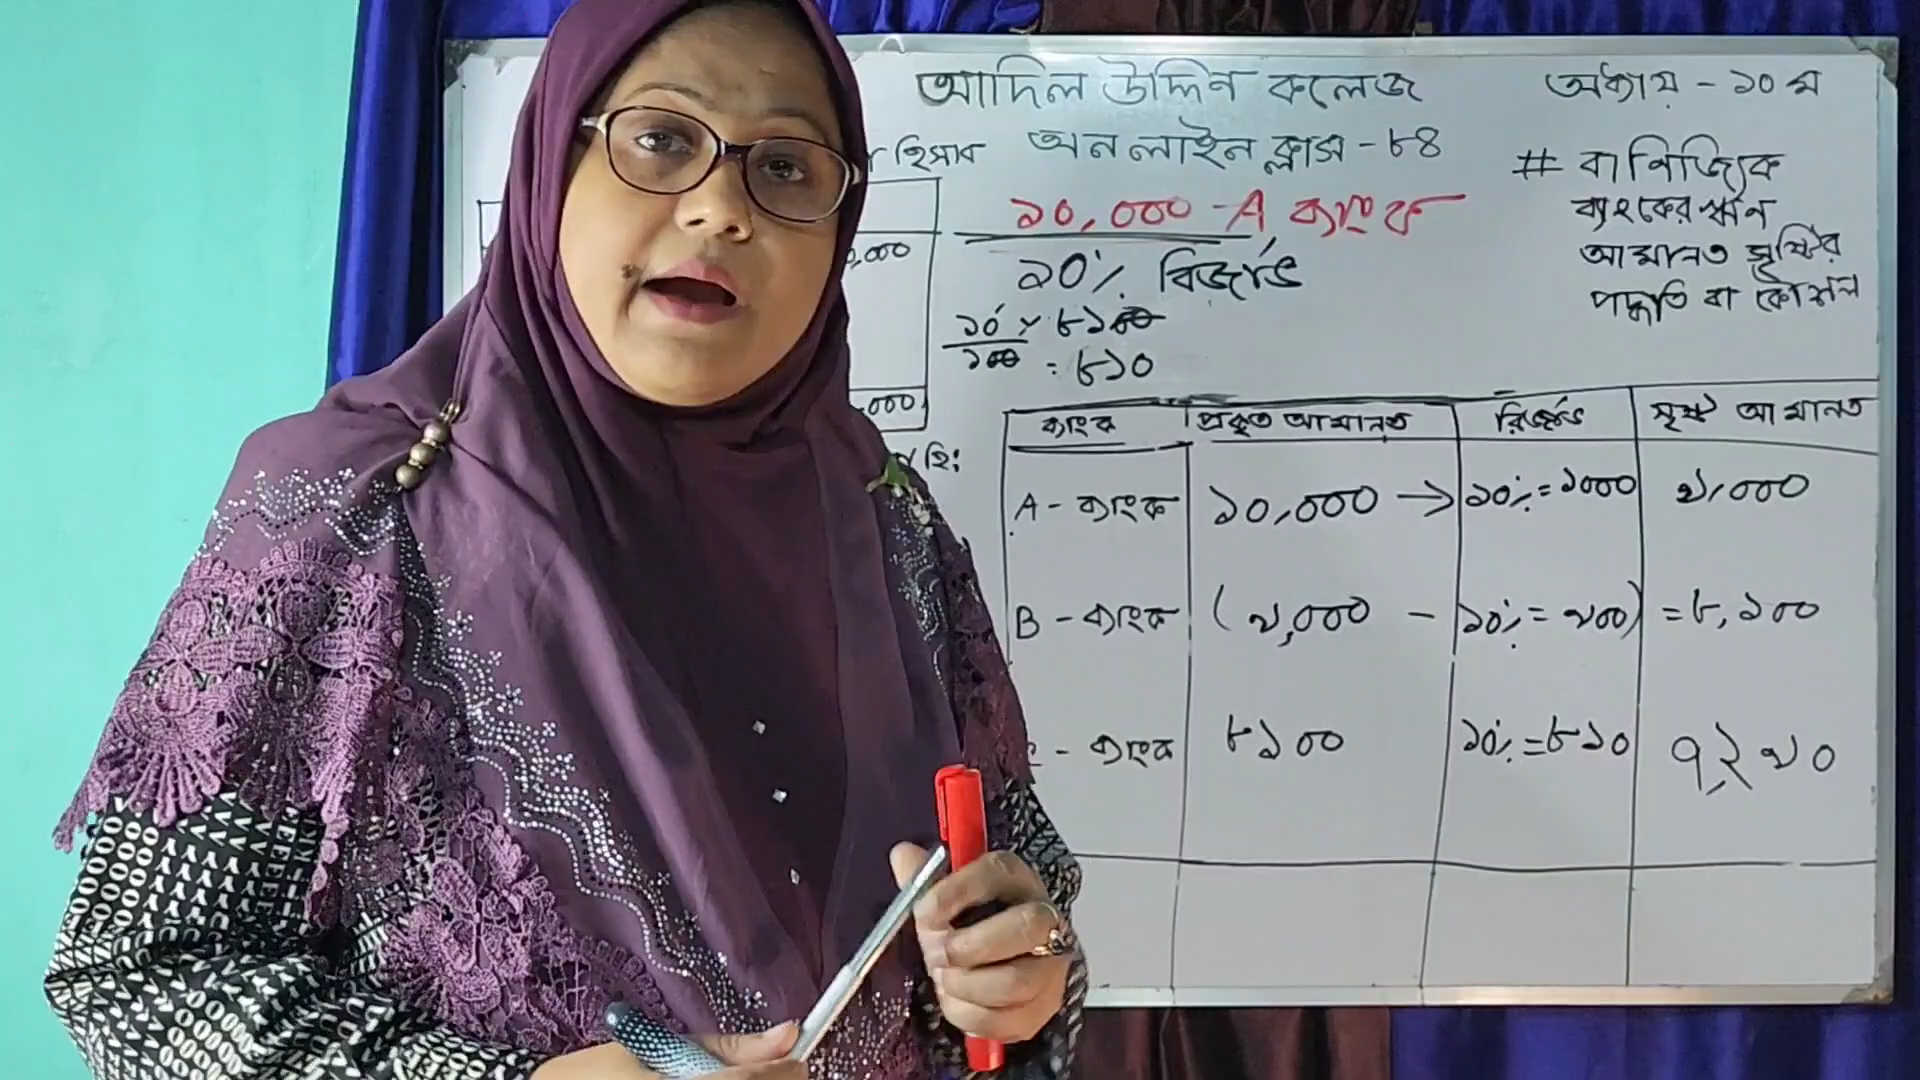 আদিল উদ্দিন কলেজ
অধ্যায় - ১০ম
হিসাব
অনলাইন ক্লাস - ৮৪
১০,০০০ - A ব্যাংক
১০% রিজার্ভ
১০ × ৮১০০
১০০ = ৮১০
# বাণিজ্যিক
ব্যাংকের ঋণ
আমানত সৃষ্টির
পদ্ধতি বা কৌশল
,০০০
০০০
হি:
ব্যাংক প্রকৃত আমানত রিজার্ভ সৃষ্ট আমানত
A - ব্যাংক ১০,০০০ → ১০% = ১০০০ ৯,০০০
B - ব্যাংক ( ৯,০০০ - ১০% = ৯০০) = ৮,১০০
- ব্যাংক ৮১০০ ১০% = ৮১০ ৭,২৯০